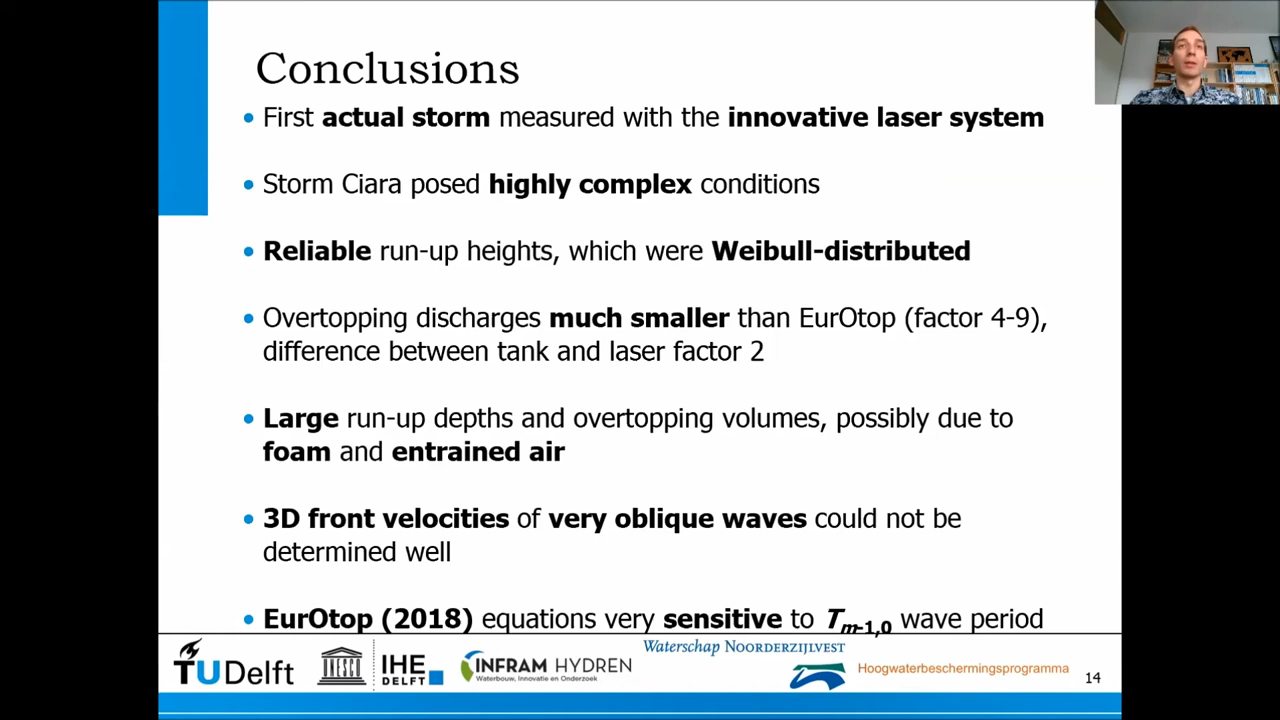 Conclusions
• First actual storm measured with the innovative laser system
• Storm Ciara posed highly complex conditions
• Reliable run-up heights, which were Weibull-distributed
• Overtopping discharges much smaller than EurOtop (factor 4-9),
difference between tank and laser factor 2
• Large run-up depths and overtopping volumes, possibly due to
foam and entrained air
• 3D front velocities of very oblique waves could not be
determined well
• EurOtop (2018) equations very sensitive to Tm-1,0 wave period
TUDelft
UNESCO
IHE
DELFT
INFRAM HYDREN
Waterbouw, Innovatie en Onderzoek
Waterschap NOORDERZIJLVEST
Hoogwaterbeschermingsprogramma
14